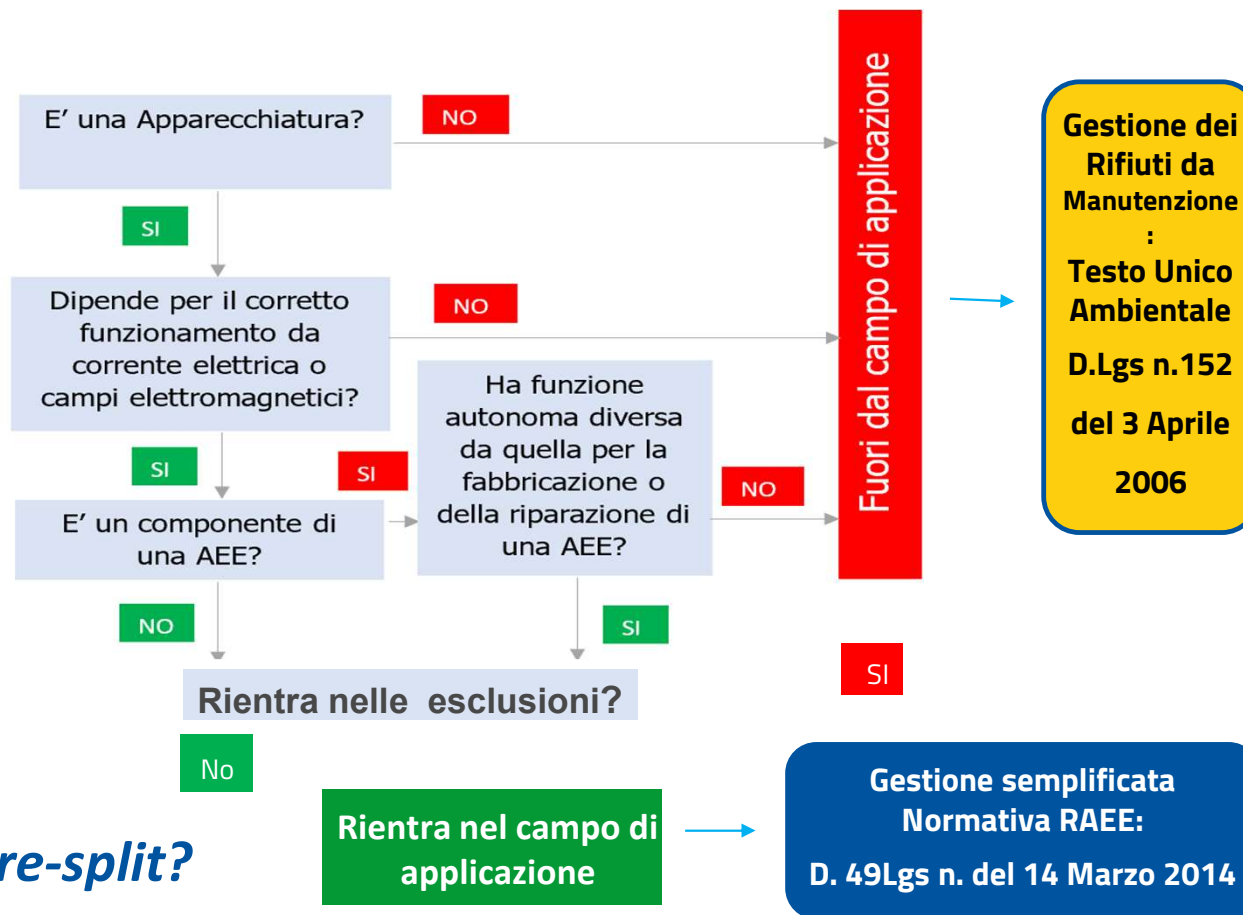 E' una Apparecchiatura?
NO
SI
Dipende per il corretto
funzionamento da
corrente elettrica o
campi elettromagnetici?
NO
SI
E' un componente di
una AEE?
SI
Ha funzione
autonoma diversa
da quella per la
fabbricazione o
della riparazione di
una AEE?
NO
NO
SI
Rientra nelle esclusioni?
SI
No
Fuori dal campo di applicazione
Gestione dei
Rifiuti da
Manutenzione
:
Testo Unico
Ambientale
D.Lgs n.152
del 3 Aprile
2006
Rientra nel campo di
applicazione
Gestione semplificata
Normativa RAEE:
D. 49Lgs n. del 14 Marzo 2014
re-split?